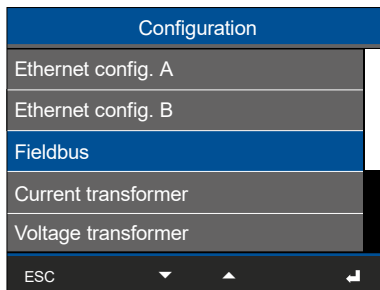 Configuration
Ethernet config. A
Ethernet config. B
Fieldbus
Current transformer
Voltage transformer
ESC